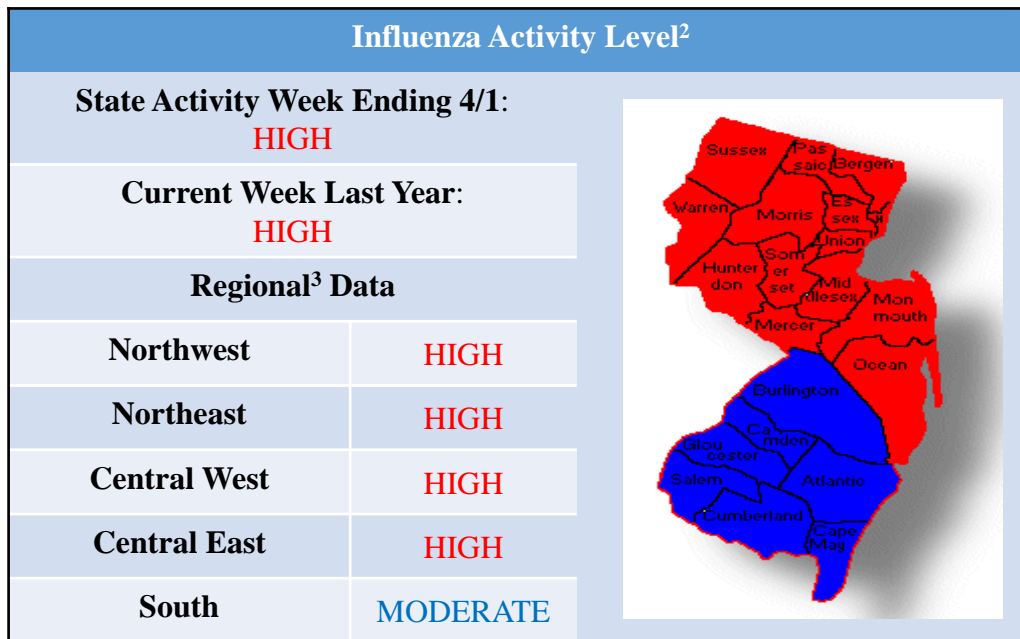 Influenza Activity Level²
State Activity Week Ending 4/1:
HIGH
Current Week Last Year:
HIGH
Regional³ Data
Northwest HIGH
Northeast HIGH
Central West HIGH
Central East HIGH
South MODERATE
Sussex
Pas
saic
Bergen
Warren
Morris
Es
sex
Union
Hunter
don
Som
er
set
Mid
dlesex
Mon
mouth
Mercer
Ocean
Burlington
Ca
mden
Glou
cester
Salem
Atlantic
Cumberland
Cape
May